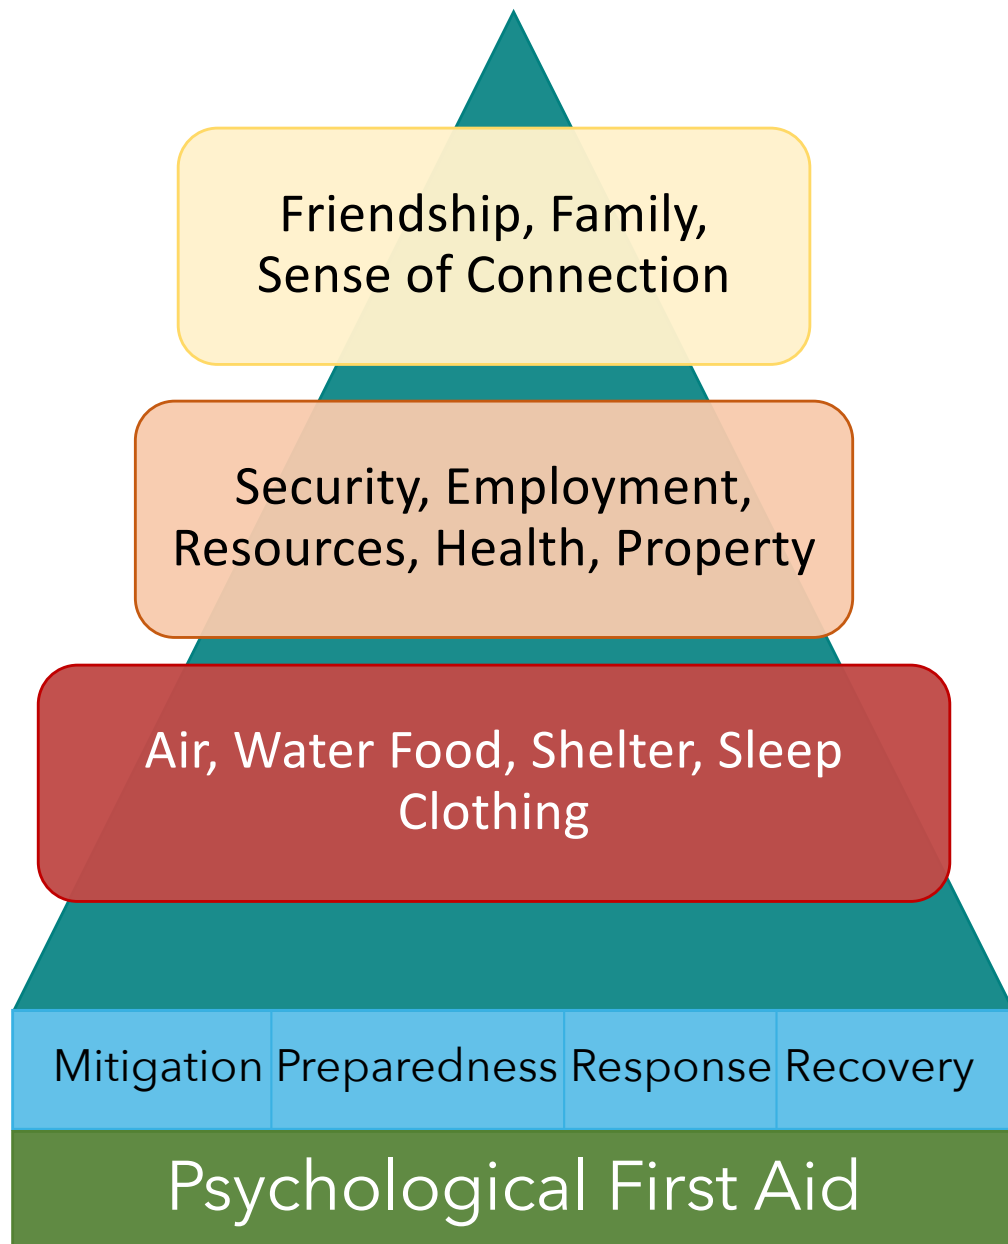 Friendship, Family,
Sense of Connection
Security, Employment,
Resources, Health, Property
Air, Water Food, Shelter, Sleep
Clothing
Mitigation Preparedness Response Recovery
Psychological First Aid